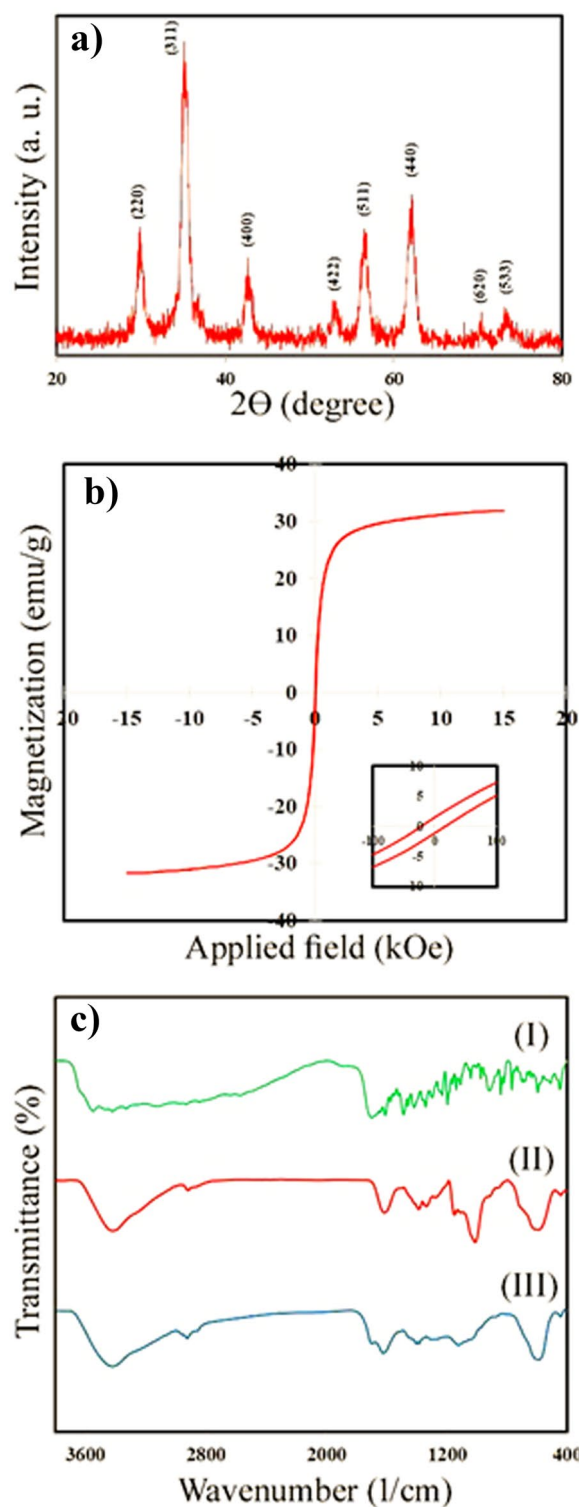 a)
(311)
(440)
(220)
(511)
(400)
(422)
(620)
(533)
Intensity (a. u.)
20 40 60 80
2ϴ (degree)
b)
40
30
20
10
0
20 -15 -10 -5 0 5 10 15 20
-10
-20
-30
-40
10
5
0
-100 0 100
-5
10
Magnetization (emu/g)
Applied field (kOe)
c)
(I)
(II)
(III)
Transmittance (%)
3600 2800 2000 1200 400
Wavenumber (1/cm)